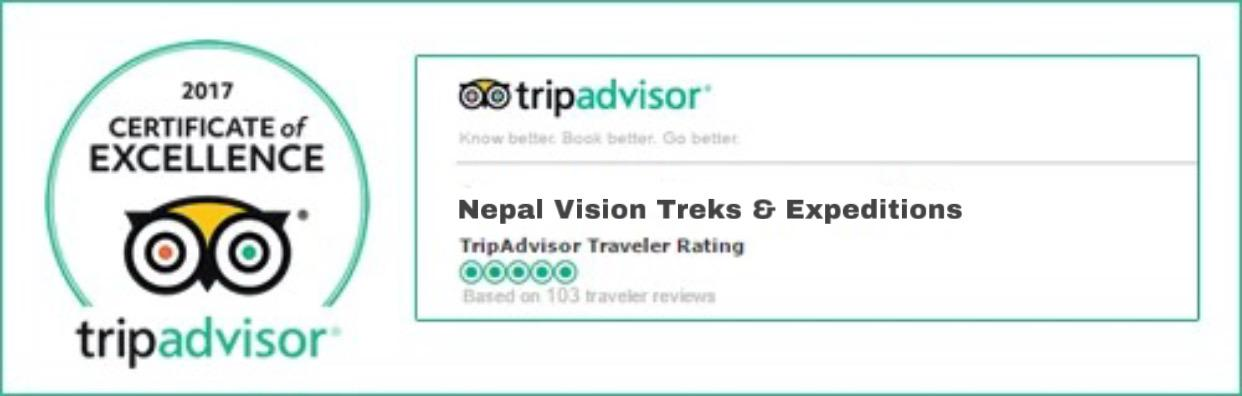 2017
CERTIFICATE of
EXCELLENCE
tripadvisor®
tripadvisor®
Know better. Book better. Go better.
Nepal Vision Treks & Expeditions
TripAdvisor Traveler Rating
Based on 103 traveler reviews